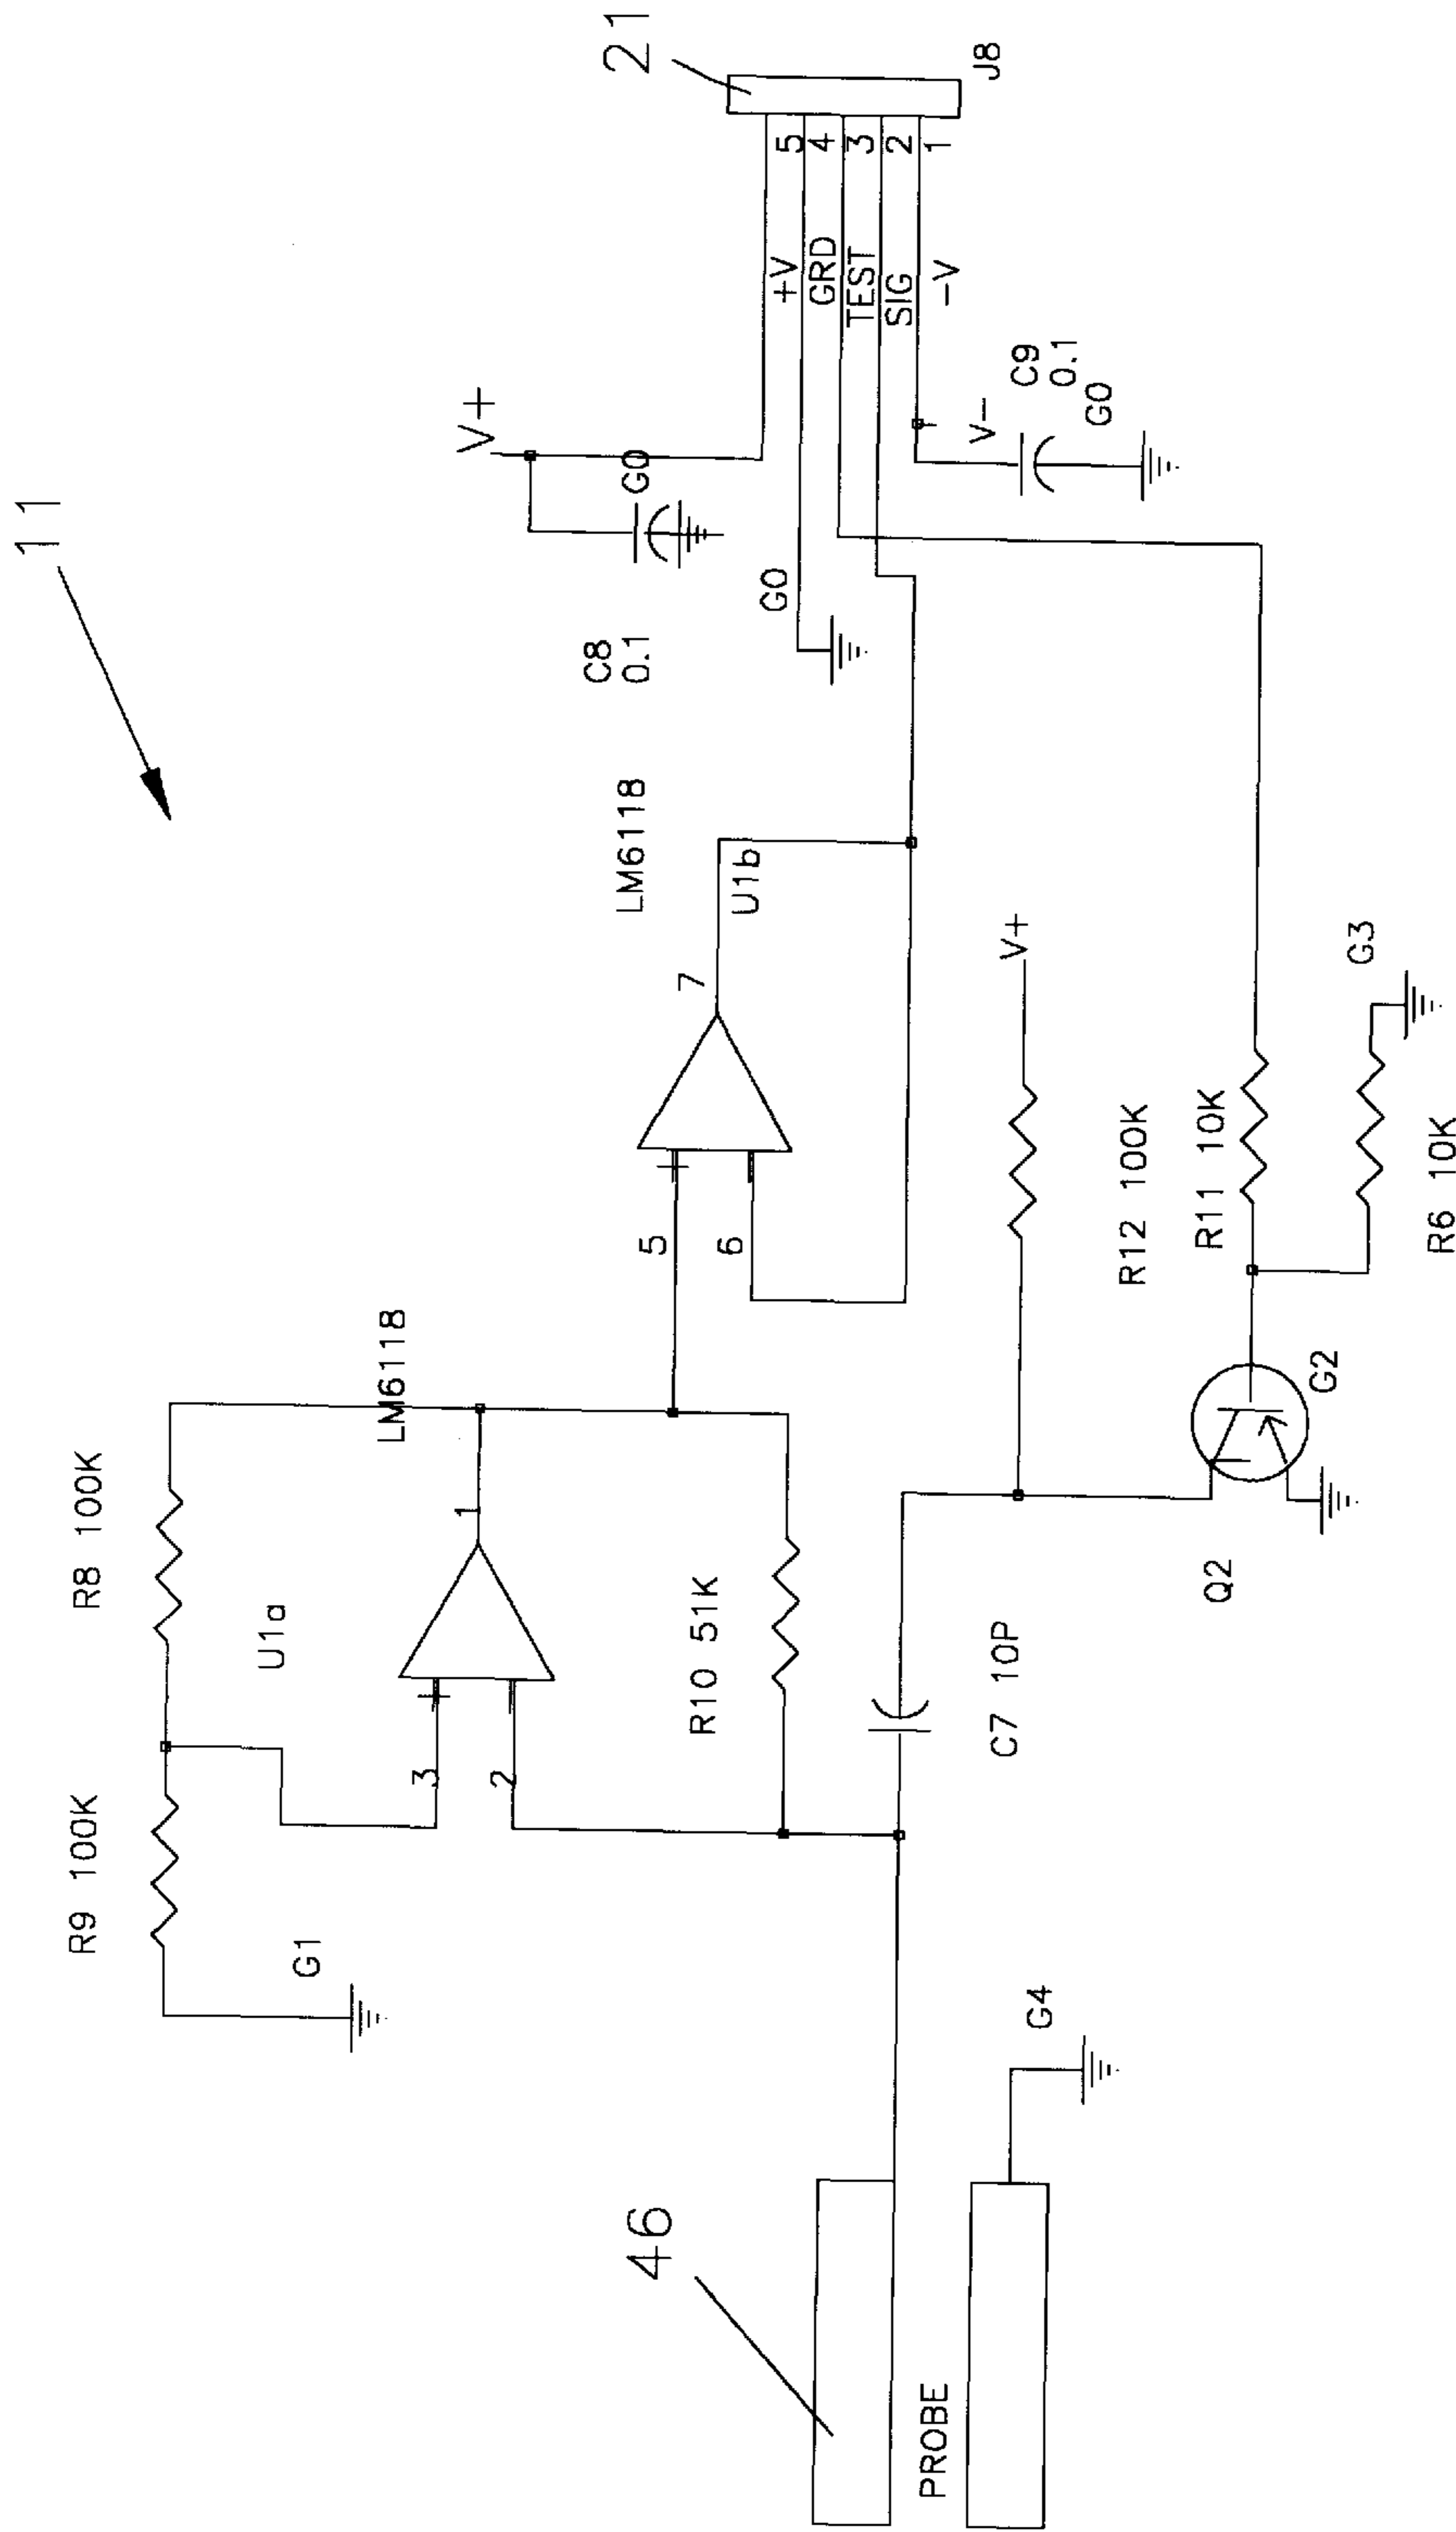 11
21
J8
5
4
3
2
1
+V
GRD
TEST
SIG
-V
V+
G0
C8
0.1
G0
V-
C9
0.1
G0
LM6118
U1b
7
5
6
V+
R12 100K
R11 10K
R6 10K
G3
G2
Q2
LM6118
R8 100K
U1a
1
3
2
R9 100K
G1
R10 51K
C7 10P
46
PROBE
G4